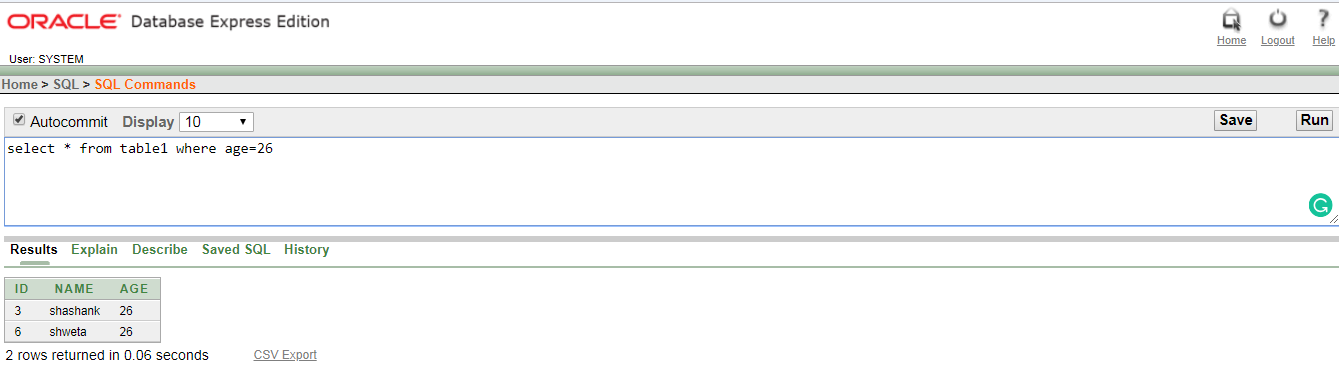 ORACLE Database Express Edition
Home Logout Help
User: SYSTEM
Home > SQL > SQL Commands
Autocommit Display 10 Save Run
select * from table1 where age=26
Results Explain Describe Saved SQL History
ID NAME AGE
3 shashank 26
6 shweta 26
2 rows returned in 0.06 seconds CSV Export